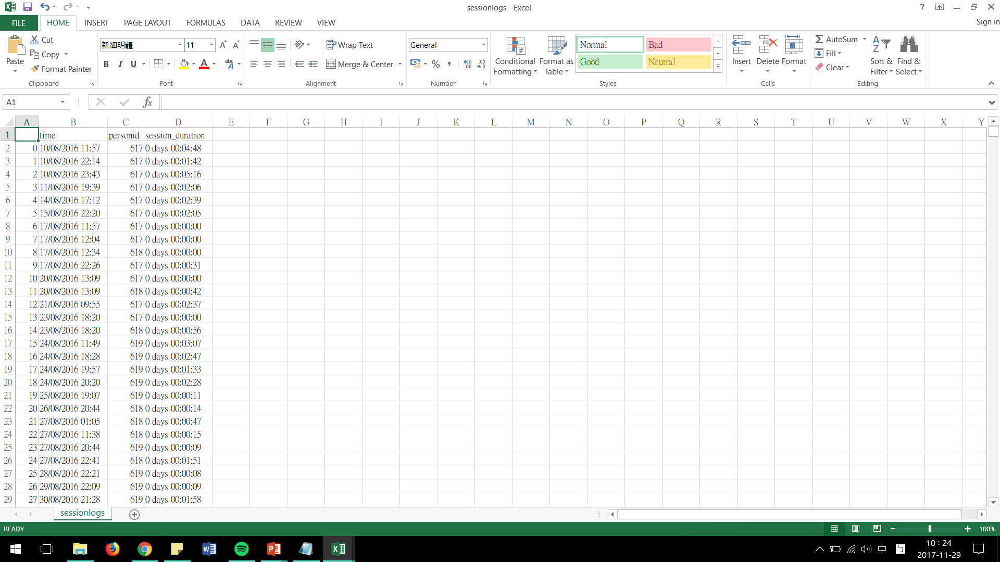 sessionlogs - Excel
?
FILE HOME INSERT PAGE LAYOUT FORMULAS DATA REVIEW VIEW Sign in
Paste
Cut
Copy
Format Painter
Clipboard
新細明體 11 A A
B I U A abc
Font
Wrap Text
Merge & Center
Alignment
General
% , .00 .00
Number
Conditional Formatting
Format as Table
Normal Bad
Good Neutral
Styles
Insert Delete Format
Cells
AutoSum
Fill
Clear
Sort & Filter
Find & Select
Editing
A1 fx
A B C D E F G H I J K L M N O P Q R S T U V W X Y
1 time personid session_duration
2 0 10/08/2016 11:57 617 0 days 00:04:48
3 1 10/08/2016 22:14 617 0 days 00:01:42
4 2 10/08/2016 23:43 617 0 days 00:05:16
5 3 11/08/2016 19:39 617 0 days 00:02:06
6 4 14/08/2016 17:12 617 0 days 00:02:39
7 5 15/08/2016 22:20 617 0 days 00:02:05
8 6 17/08/2016 11:57 617 0 days 00:00:00
9 7 17/08/2016 12:04 617 0 days 00:00:00
10 8 17/08/2016 12:34 618 0 days 00:00:00
11 9 17/08/2016 22:26 617 0 days 00:00:31
12 10 20/08/2016 13:09 617 0 days 00:00:00
13 11 20/08/2016 13:09 618 0 days 00:00:42
14 12 21/08/2016 09:55 617 0 days 00:02:37
15 13 23/08/2016 18:20 617 0 days 00:00:00
16 14 23/08/2016 18:20 618 0 days 00:00:56
17 15 24/08/2016 11:49 619 0 days 00:03:07
18 16 24/08/2016 18:28 619 0 days 00:02:47
19 17 24/08/2016 19:57 619 0 days 00:01:33
20 18 24/08/2016 20:20 619 0 days 00:02:28
21 19 25/08/2016 19:07 619 0 days 00:00:11
22 20 26/08/2016 20:44 618 0 days 00:00:14
23 21 27/08/2016 01:05 618 0 days 00:00:47
24 22 27/08/2016 11:38 618 0 days 00:00:15
25 23 27/08/2016 20:44 619 0 days 00:00:09
26 24 27/08/2016 22:41 618 0 days 00:01:51
27 25 28/08/2016 22:21 619 0 days 00:00:08
28 26 29/08/2016 22:09 619 0 days 00:00:09
29 27 30/08/2016 21:28 619 0 days 00:01:58
sessionlogs
READY 100%
中 ㄅ 10：24
2017-11-29